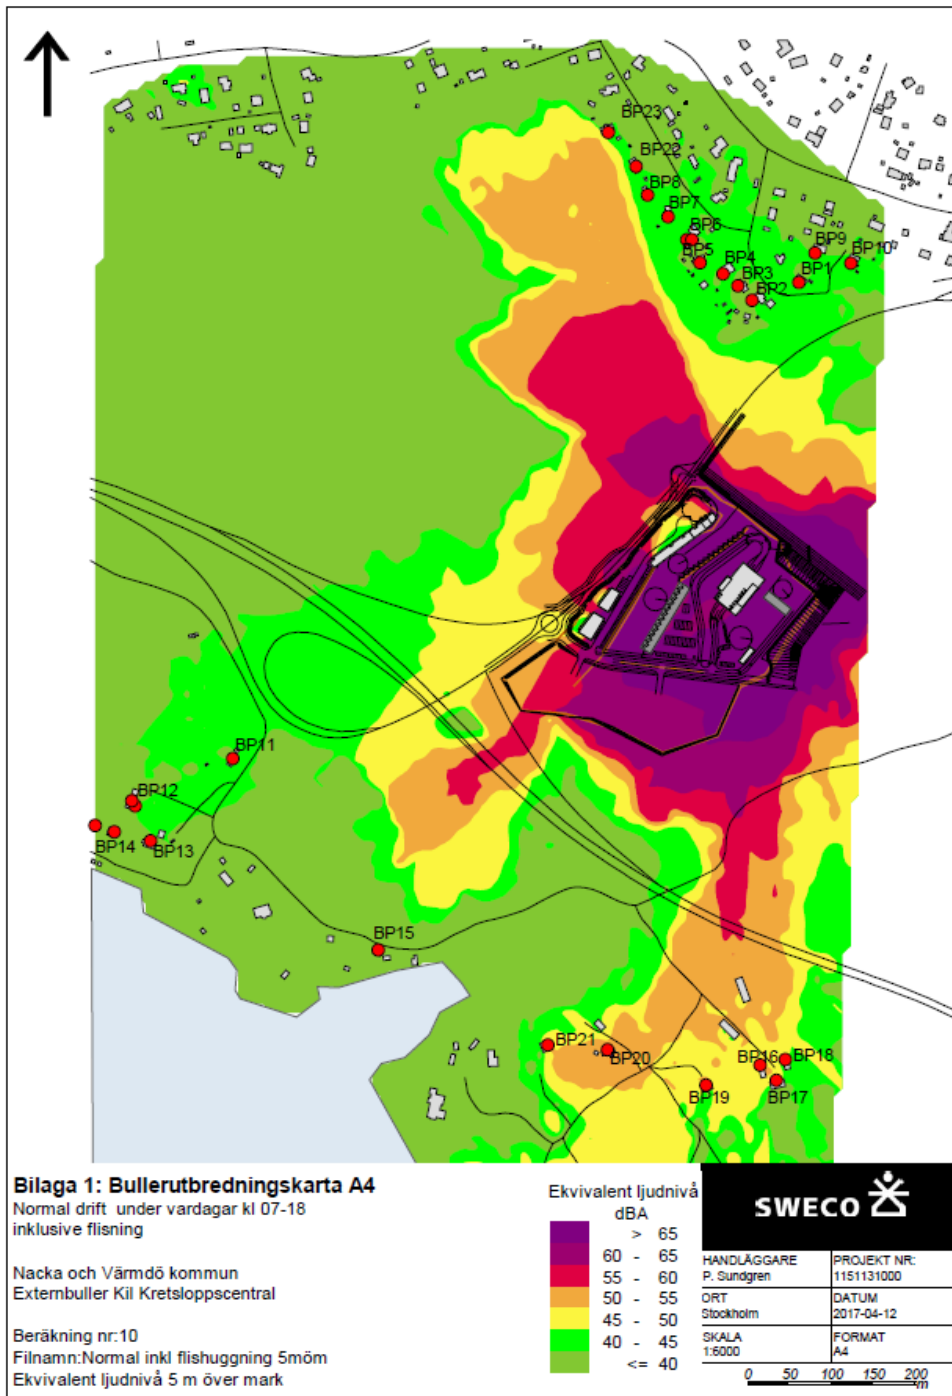 BP23
BP22
BP8
BP7
BP6
BP5
BP4
BP3
BP2
BP1
BP9
BP10
BP11
BP12
BP14
BP13
BP15
BP21
BP20
BP16
BP18
BP19
BP17
Bilaga 1: Bullerutbredningskarta A4
Normal drift under vardagar kl 07-18
inklusive flisning
Nacka och Värmdö kommun
Externbuller Kil Kretsloppscentral
Beräkning nr:10
Filnamn:Normal inkl flishuggning 5möm
Ekvivalent ljudnivå 5 m över mark
Ekvivalent ljudnivå
dBA
> 65
60 - 65
55 - 60
50 - 55
45 - 50
40 - 45
<= 40
SWECO
HANDLÄGGARE
P. Sundgren
PROJEKT NR:
1151131000
ORT
Stockholm
DATUM
2017-04-12
SKALA
1:6000
FORMAT
A4
0 50 100 150 200
m